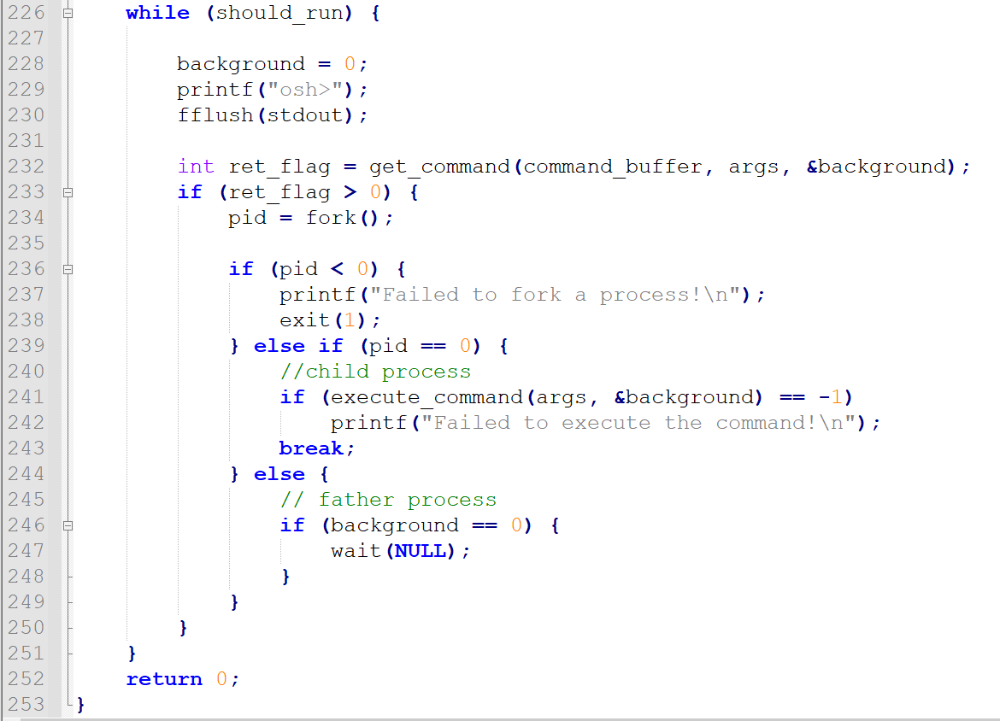 226     while (should_run) {
227
228         background = 0;
229         printf("osh>");
230         fflush(stdout);
231
232         int ret_flag = get_command(command_buffer, args, &background);
233         if (ret_flag > 0) {
234             pid = fork();
235
236             if (pid < 0) {
237                 printf("Failed to fork a process!\n");
238                 exit(1);
239             } else if (pid == 0) {
240                 //child process
241                 if (execute_command(args, &background) == -1)
242                     printf("Failed to execute the command!\n");
243                 break;
244             } else {
245                 // father process
246                 if (background == 0) {
247                     wait(NULL);
248                 }
249             }
250         }
251     }
252     return 0;
253 }